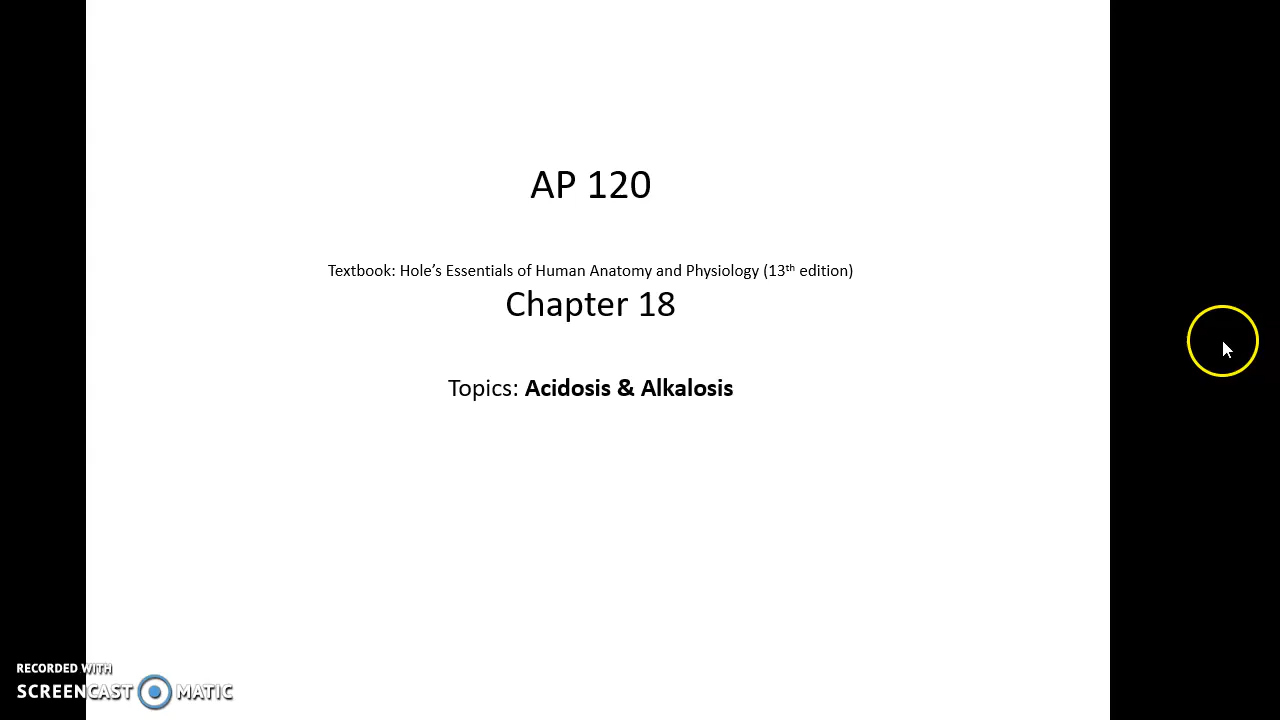 AP 120
Textbook: Hole’s Essentials of Human Anatomy and Physiology (13th edition)
Chapter 18
Topics: Acidosis & Alkalosis
RECORDED WITH
SCREENCAST MATIC